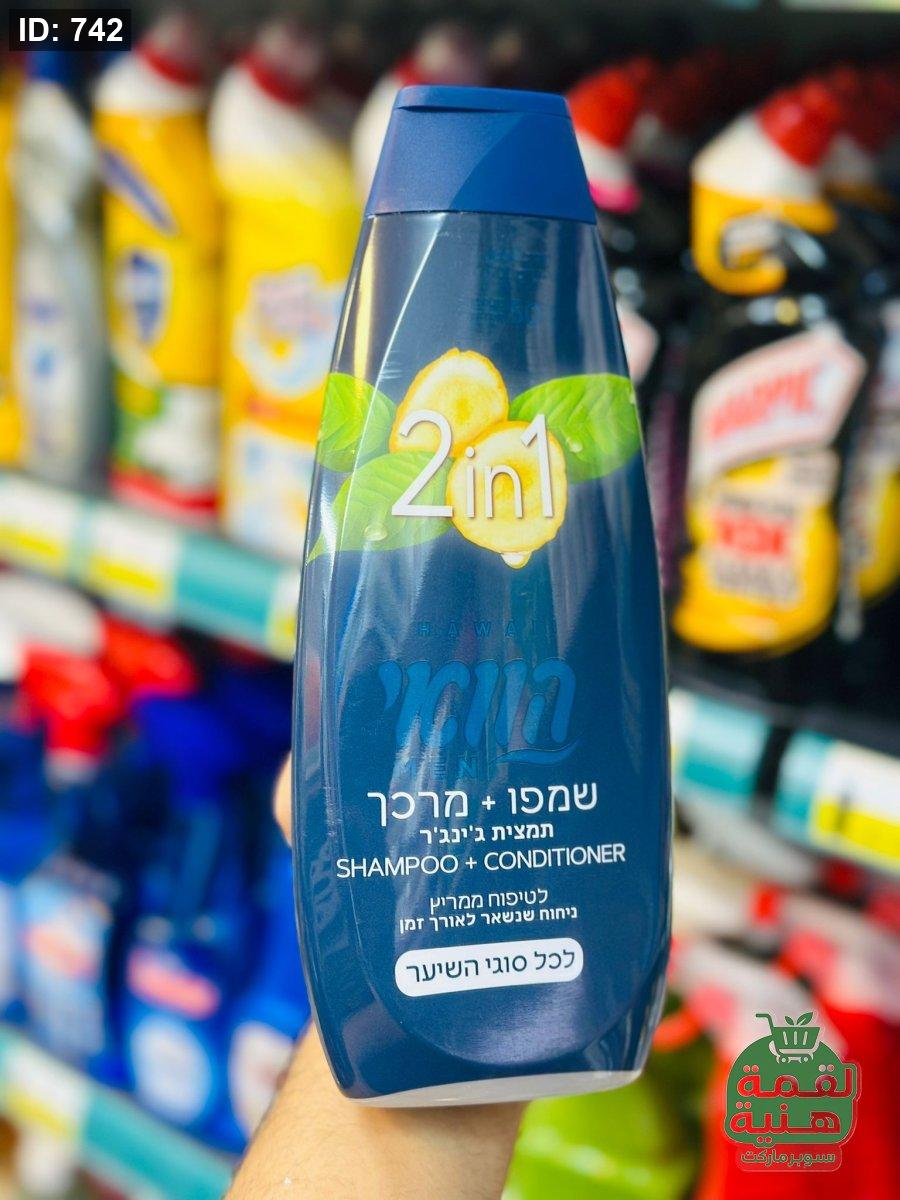 ID: 742
2in1
HAWAII
הוואי
MEN
שמפו + מרכך
תמצית ג'ינג'ר
SHAMPOO + CONDITIONER
לטיפוח ממריץ
ניחוח שנשאר לאורך זמן
לכל סוגי השיער
HARPIC
لقمة
هنية
سوبرماركت